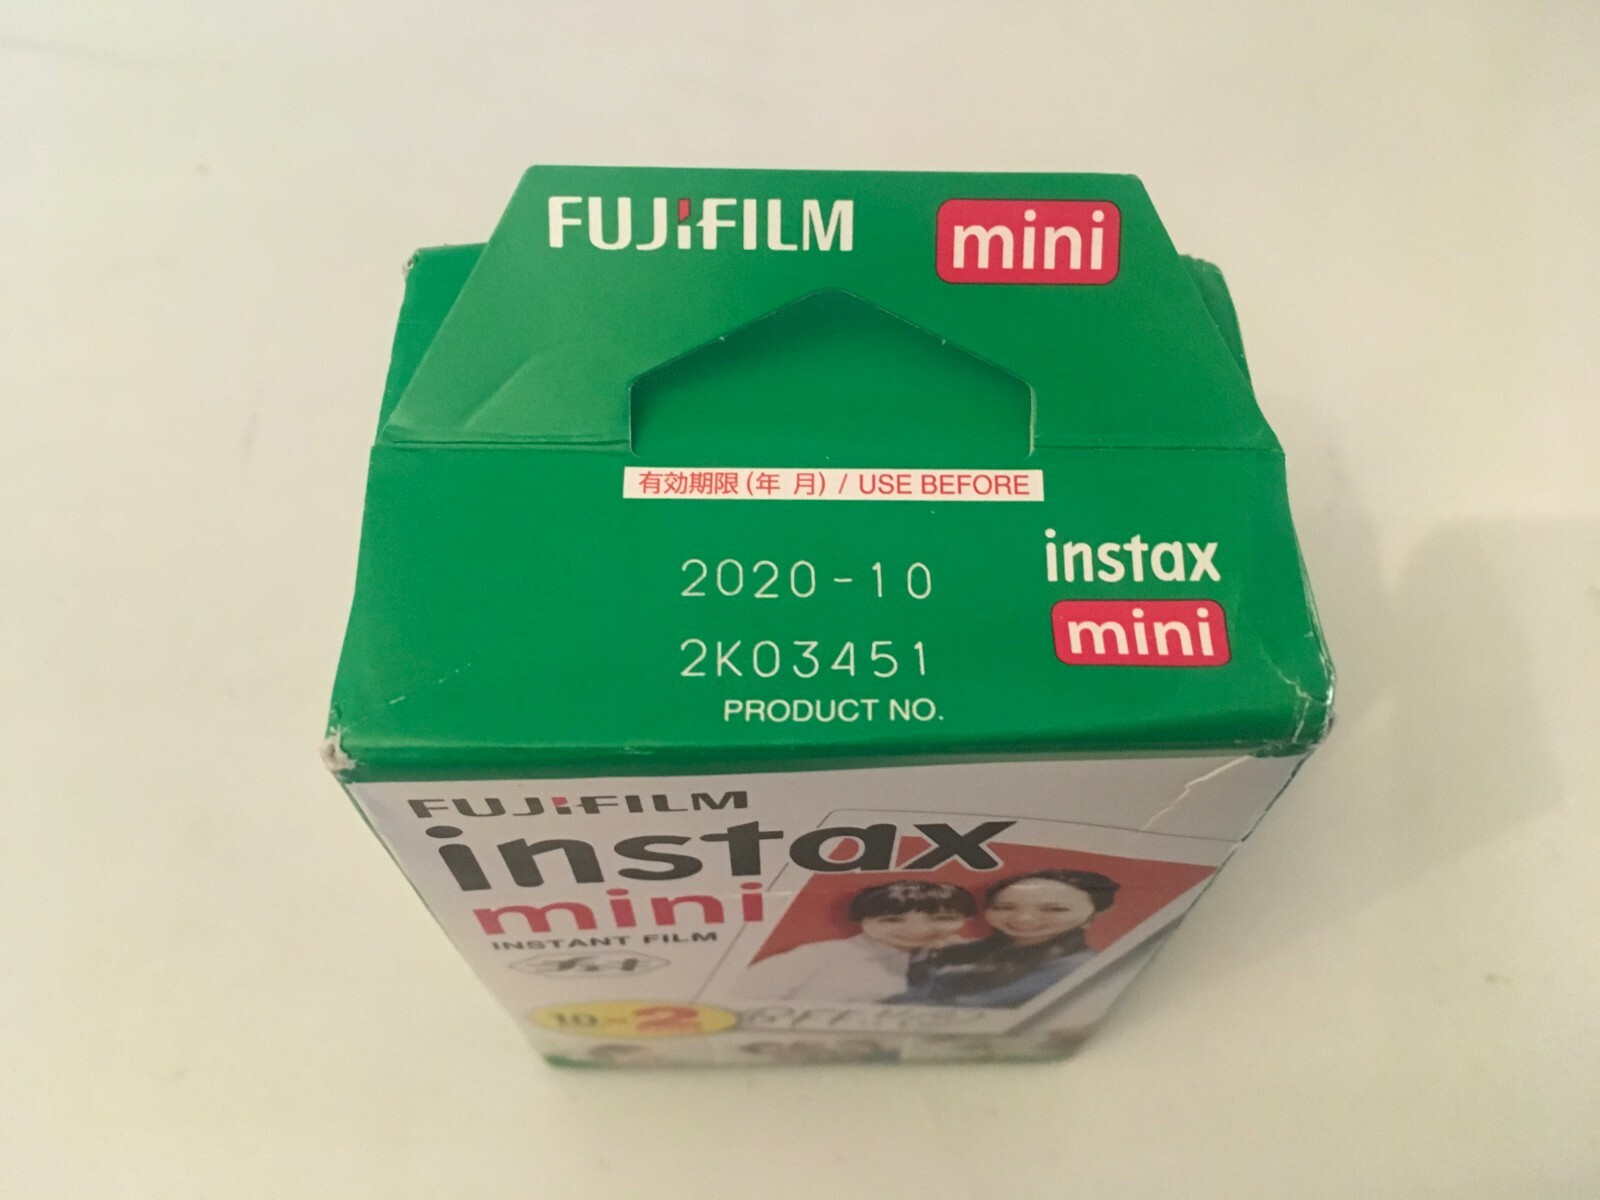 FUJIFILM mini
有効期限(年 月) / USE BEFORE
2020-10
2K03451
PRODUCT NO.
instax
mini
FUJIFILM
instax
mini
INSTANT FILM
10×2